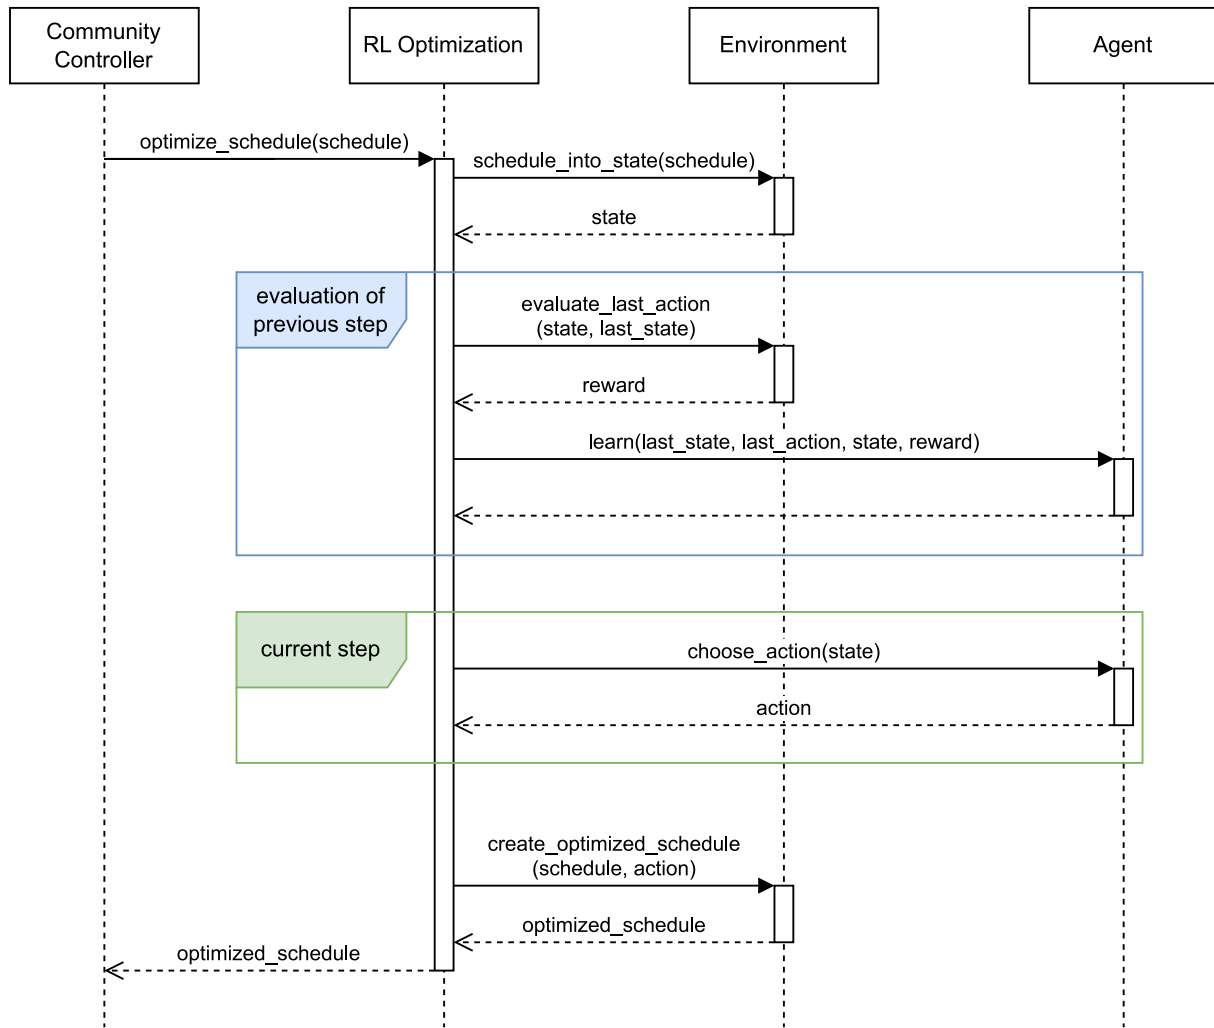 Community
Controller
RL Optimization
Environment
Agent
optimize_schedule(schedule)
schedule_into_state(schedule)
state
evaluation of
previous step
evaluate_last_action
(state, last_state)
reward
learn(last_state, last_action, state, reward)
current step
choose_action(state)
action
create_optimized_schedule
(schedule, action)
optimized_schedule
optimized_schedule